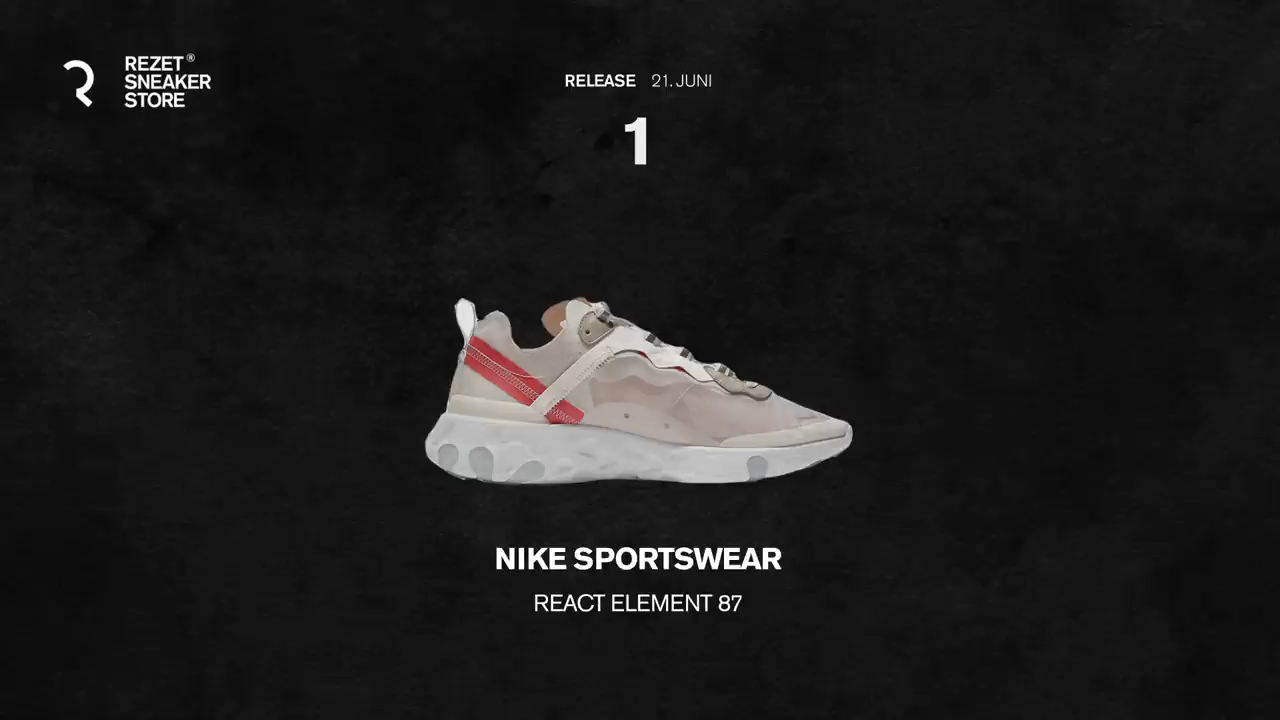 REZET®
SNEAKER
STORE
RELEASE 21. JUNI
1
NIKE SPORTSWEAR
REACT ELEMENT 87